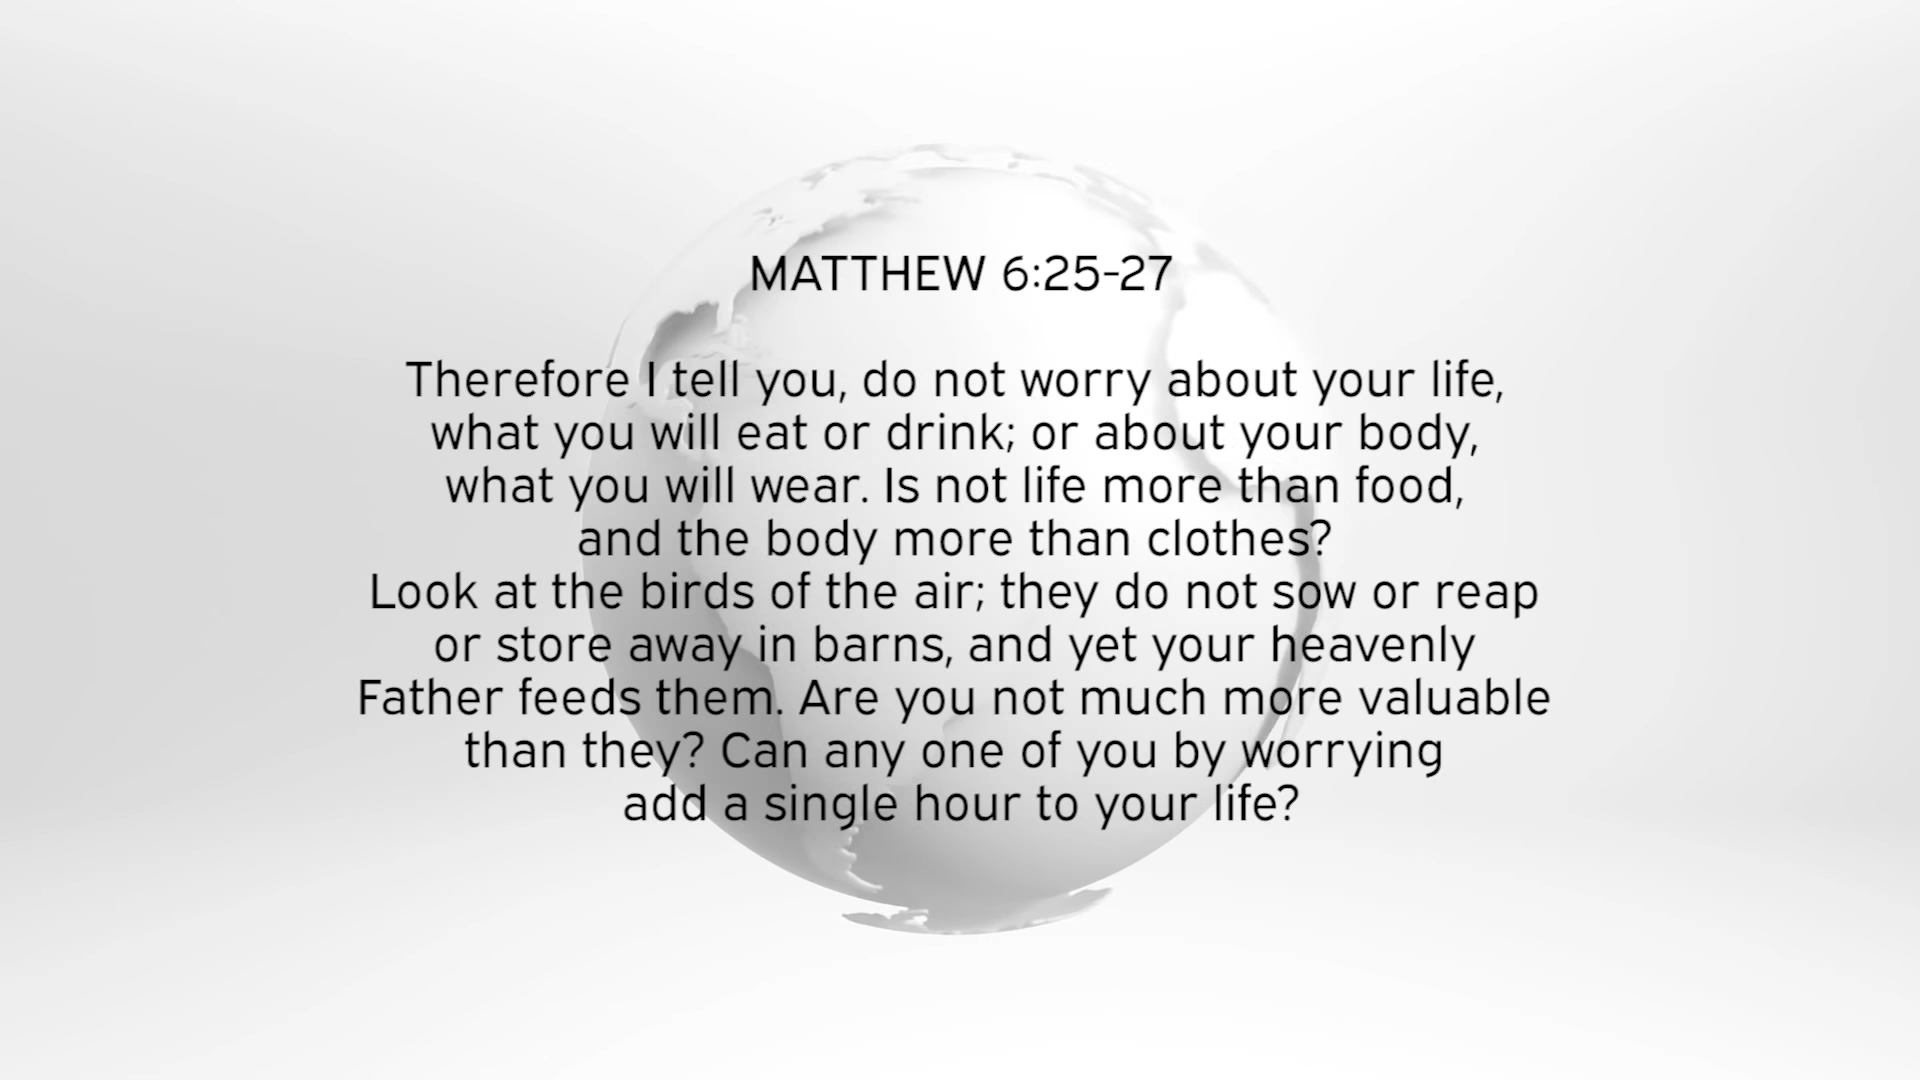 MATTHEW 6:25-27
Therefore I tell you, do not worry about your life,
what you will eat or drink; or about your body,
what you will wear. Is not life more than food,
and the body more than clothes?
Look at the birds of the air; they do not sow or reap
or store away in barns, and yet your heavenly
Father feeds them. Are you not much more valuable
than they? Can any one of you by worrying
add a single hour to your life?